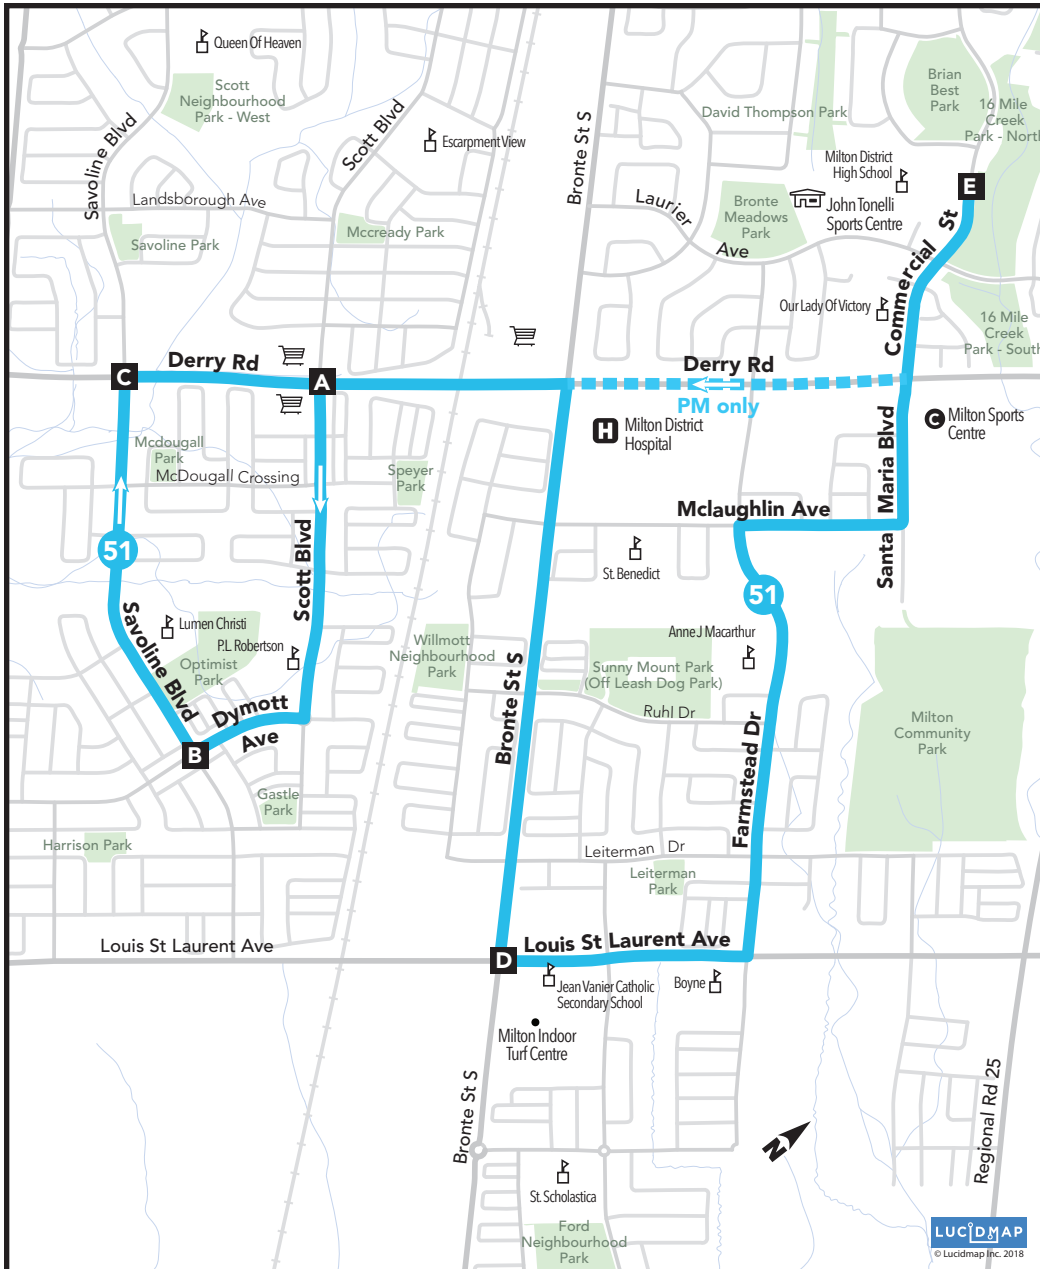 Queen Of Heaven
Scott
Neighbourhood
Park - West
Savoline Blvd
Scott Blvd
Escarpment View
Bronte St S
David Thompson Park
Brian
Best
Park
16 Mile
Creek
Park - North
Milton District
High School
E
Landsborough Ave
Laurier
Ave
Bronte
Meadows
Park
John Tonelli
Sports Centre
Savoline Park
Mccready Park
Commercial St
Our Lady Of Victory
16 Mile
Creek
Park - South
C
Derry Rd
A
Derry Rd
PM only
H
Milton District
Hospital
C
Milton Sports
Centre
Mcdougall
Park
McDougall Crossing
Speyer
Park
Santa Maria Blvd
Mclaughlin Ave
51
Scott Blvd
St. Benedict
51
Savoline Blvd
Lumen Christi
P.L. Robertson
Optimist
Park
Willmott
Neighbourhood
Park
Anne J Macarthur
Sunny Mount Park
(Off Leash Dog Park)
Bronte St S
Ruhl Dr
Dymott
Ave
B
Farmstead Dr
Milton
Community
Park
Gastle
Park
Harrison Park
Leiterman Dr
Leiterman
Park
Louis St Laurent Ave
D
Louis St Laurent Ave
Jean Vanier Catholic
Secondary School
Boyne
Milton Indoor
Turf Centre
Bronte St S
Regional Rd 25
N
St. Scholastica
Ford
Neighbourhood
Park
LUCIDMAP
© Lucidmap Inc. 2018